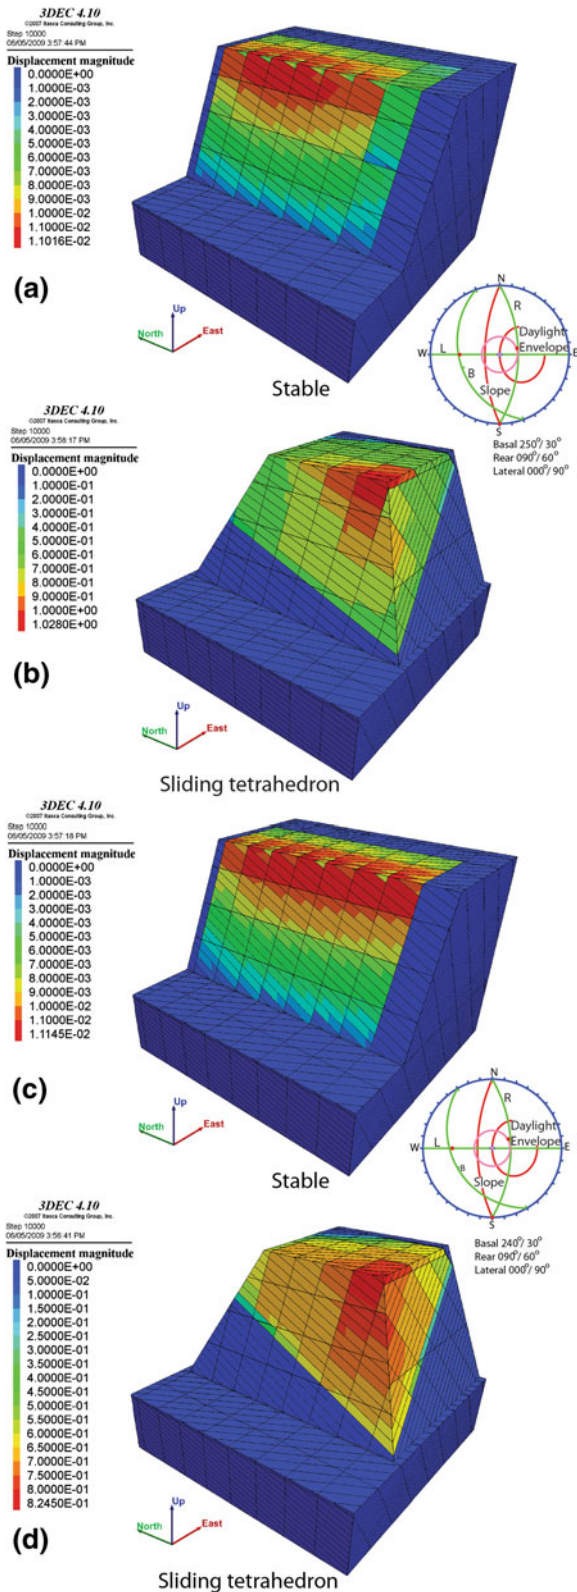 3DEC 4.10
©2007 Itasca Consulting Group, Inc.
Step 10000
06/05/2009 3:57:44 PM
Displacement magnitude
0.0000E+00
1.0000E-03
2.0000E-03
3.0000E-03
4.0000E-03
5.0000E-03
6.0000E-03
7.0000E-03
8.0000E-03
9.0000E-03
1.0000E-02
1.1000E-02
1.1016E-02
(a)
Up
North
East
Stable
N
R
Daylight
Envelope
W
L
E
B
Slope
S
Basal 250°/ 30°
Rear 090°/ 60°
Lateral 000°/ 90°
3DEC 4.10
©2007 Itasca Consulting Group, Inc.
Step 10000
06/05/2009 3:58:17 PM
Displacement magnitude
0.0000E+00
1.0000E-01
2.0000E-01
3.0000E-01
4.0000E-01
5.0000E-01
6.0000E-01
7.0000E-01
8.0000E-01
9.0000E-01
1.0000E+00
1.0280E+00
(b)
Up
North
East
Sliding tetrahedron
3DEC 4.10
©2007 Itasca Consulting Group, Inc.
Step 10000
06/05/2009 3:57:18 PM
Displacement magnitude
0.0000E+00
1.0000E-03
2.0000E-03
3.0000E-03
4.0000E-03
5.0000E-03
6.0000E-03
7.0000E-03
8.0000E-03
9.0000E-03
1.0000E-02
1.1000E-02
1.1145E-02
(c)
Up
North
East
Stable
N
R
Daylight
Envelope
W
L
E
B
Slope
S
Basal 240°/ 30°
Rear 090°/ 60°
Lateral 000°/ 90°
3DEC 4.10
©2007 Itasca Consulting Group, Inc.
Step 10000
06/05/2009 3:56:41 PM
Displacement magnitude
0.0000E+00
5.0000E-02
1.0000E-01
1.5000E-01
2.0000E-01
2.5000E-01
3.0000E-01
3.5000E-01
4.0000E-01
4.5000E-01
5.0000E-01
5.5000E-01
6.0000E-01
6.5000E-01
7.0000E-01
7.5000E-01
8.0000E-01
8.2450E-01
(d)
Up
North
East
Sliding tetrahedron